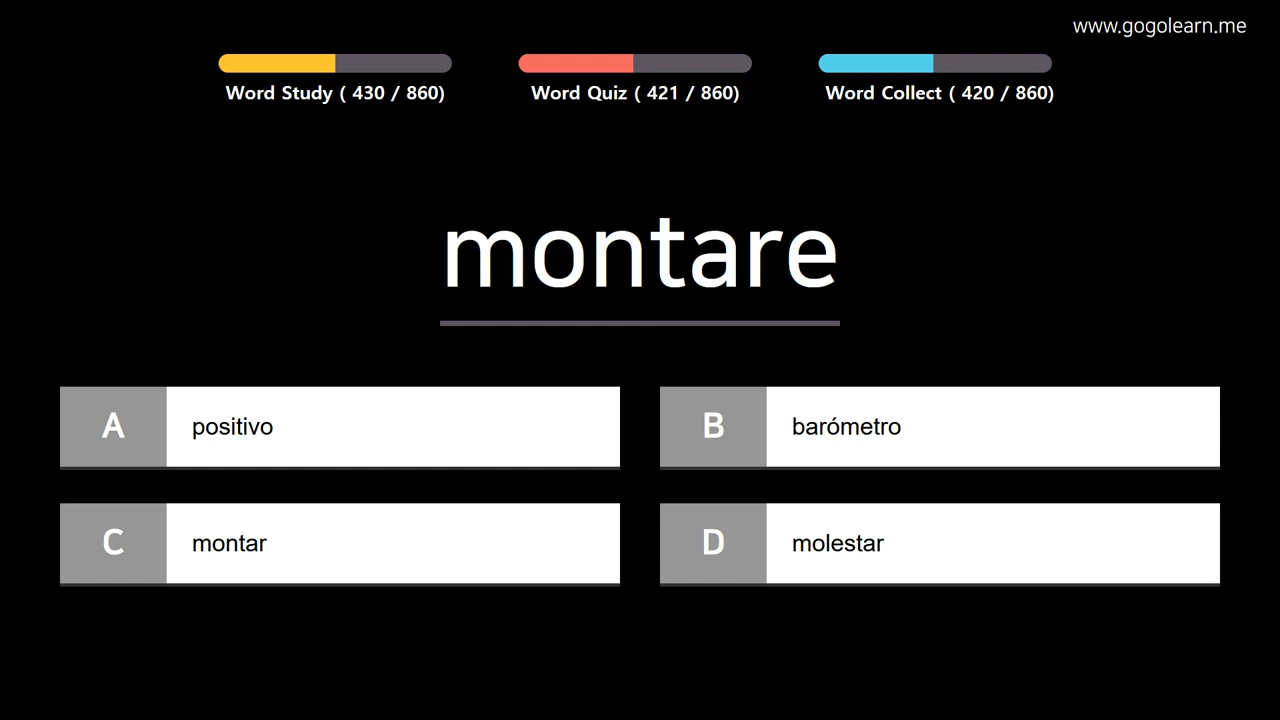 www.gogolearn.me
Word Study ( 430 / 860)
Word Quiz ( 421 / 860)
Word Collect ( 420 / 860)
montare
A positivo
B barómetro
C montar
D molestar